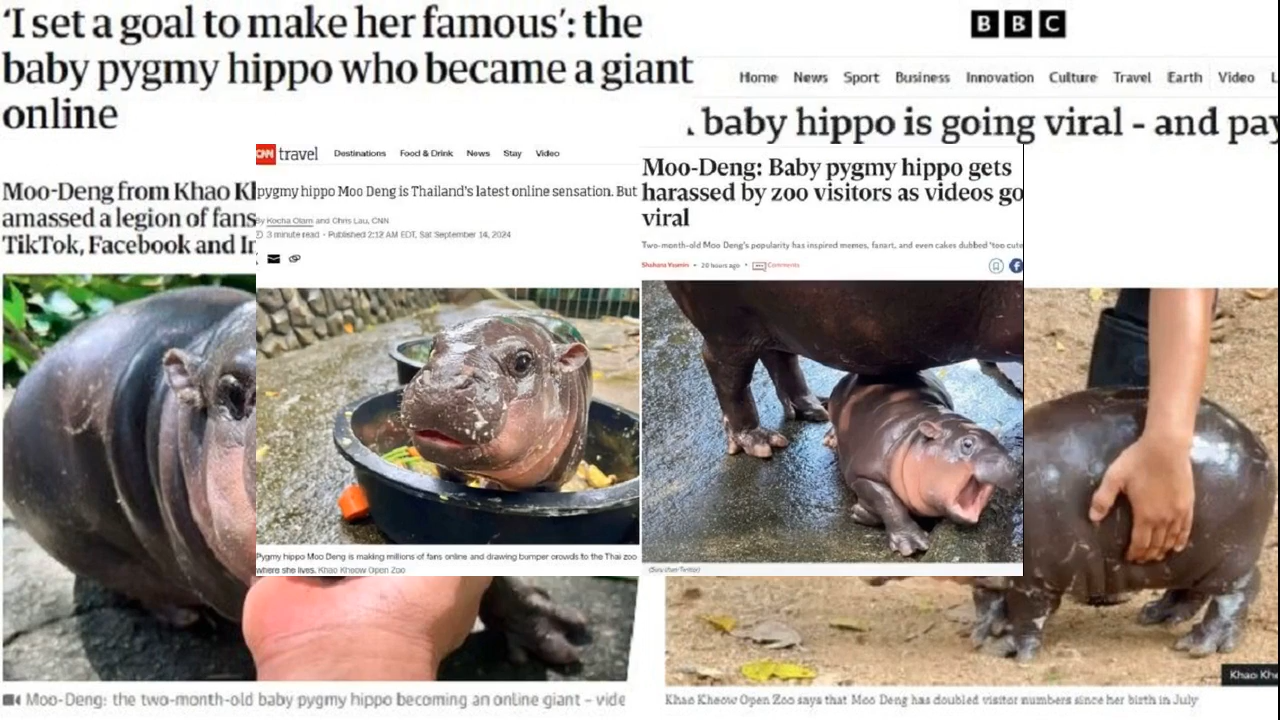 'I set a goal to make her famous': the
baby pygmy hippo who became a giant
online
Moo-Deng from Khao
amassed a legion of fans
TikTok, Facebook and
BBC
Home News Sport Business Innovation Culture Travel Earth Video
baby hippo is going viral - and
CNN travel Destinations Food & Drink News Stay Video
pygmy hippo Moo Deng is Thailand's latest online sensation. But
By Kocha Olarn and Chris Lau, CNN
3 minute read · Published 2:12 AM EDT, Sat September 14, 2024
Pygmy hippo Moo Deng is making millions of fans online and drawing bumper crowds to the Thai zoo
where she lives. Khao Kheow Open Zoo
Moo-Deng: Baby pygmy hippo gets
harassed by zoo visitors as videos go
viral
Two-month-old Moo Deng's popularity has inspired memes, fanart, and even cakes dubbed 'too cute
20 hours ago • Comments
Moo-Deng: the two-month-old baby pygmy hippo becoming an online giant – vide
Khao Khe
Khao Kheow Open Zoo says that Moo Deng has doubled visitor numbers since her birth in July